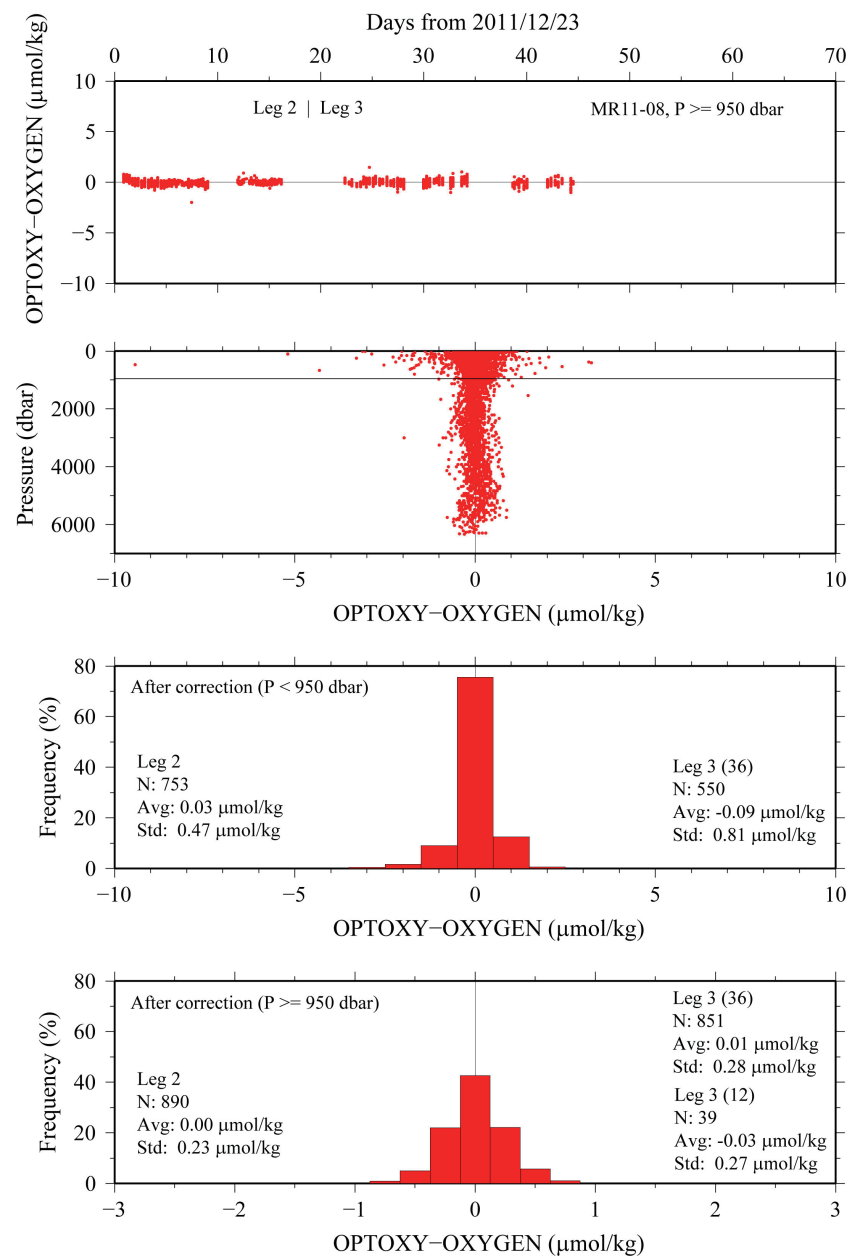 Days from 2011/12/23
0 10 20 30 40 50 60 70
OPTOXY−OXYGEN (μmol/kg)
10
5
0
−5
−10
Leg 2 | Leg 3
MR11-08, P >= 950 dbar
Pressure (dbar)
0
2000
4000
6000
−10 −5 0 5 10
OPTOXY−OXYGEN (μmol/kg)
Frequency (%)
80
60
40
20
0
After correction (P < 950 dbar)
Leg 2
N: 753
Avg: 0.03 μmol/kg
Std: 0.47 μmol/kg
Leg 3 (36)
N: 550
Avg: -0.09 μmol/kg
Std: 0.81 μmol/kg
−10 −5 0 5 10
OPTOXY−OXYGEN (μmol/kg)
Frequency (%)
80
60
40
20
0
After correction (P >= 950 dbar)
Leg 2
N: 890
Avg: 0.00 μmol/kg
Std: 0.23 μmol/kg
Leg 3 (36)
N: 851
Avg: 0.01 μmol/kg
Std: 0.28 μmol/kg
Leg 3 (12)
N: 39
Avg: -0.03 μmol/kg
Std: 0.27 μmol/kg
−3 −2 −1 0 1 2 3
OPTOXY−OXYGEN (μmol/kg)